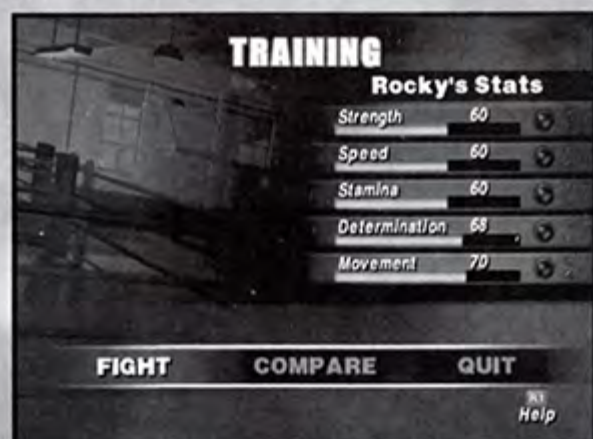 TRAINING
Rocky's Stats
Strength 60
Speed 60
Stamina 60
Determination 68
Movement 70
FIGHT COMPARE QUIT
R1
Help